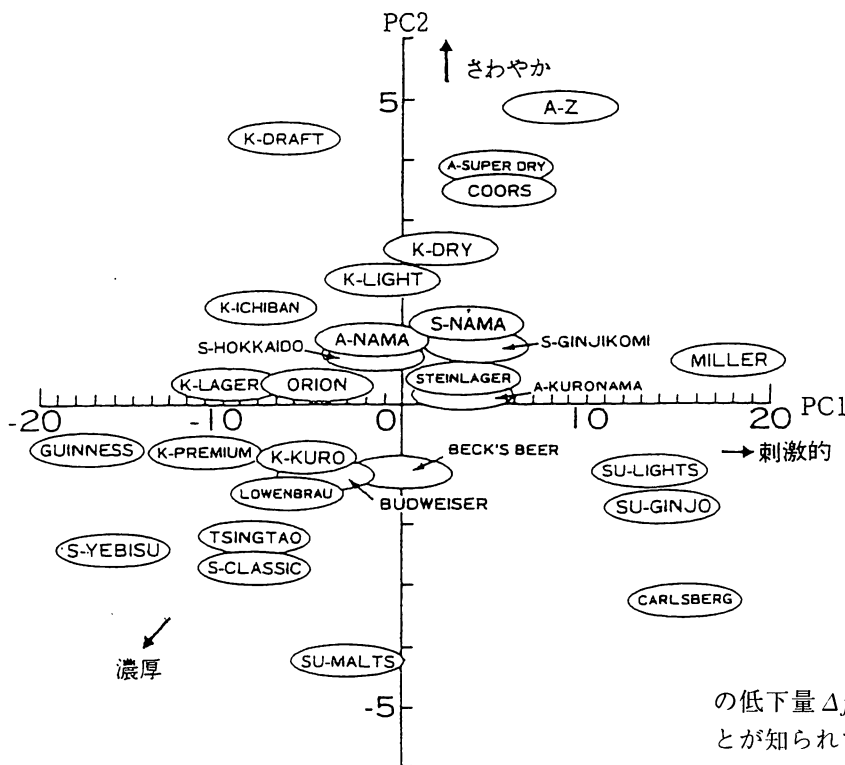 PC2
さわやか
5
A-Z
K-DRAFT
A-SUPER DRY
COORS
K-DRY
K-LIGHT
K-ICHIBAN
S-NAMA
A-NAMA
S-HOKKAIDO
S-GINJIKOMI
MILLER
K-LAGER
ORION
STEINLAGER
A-KURONAMA
-20
-10
0
10
20
PC1
刺激的
GUINNESS
K-PREMIUM
K-KURO
BECK'S BEER
SU-LIGHTS
LOWENBRAU
BUDWEISER
SU-GINJO
TSINGTAO
S-YEBISU
S-CLASSIC
CARLSBERG
濃厚
SU-MALTS
-5
の低下量Δ
とが知られ